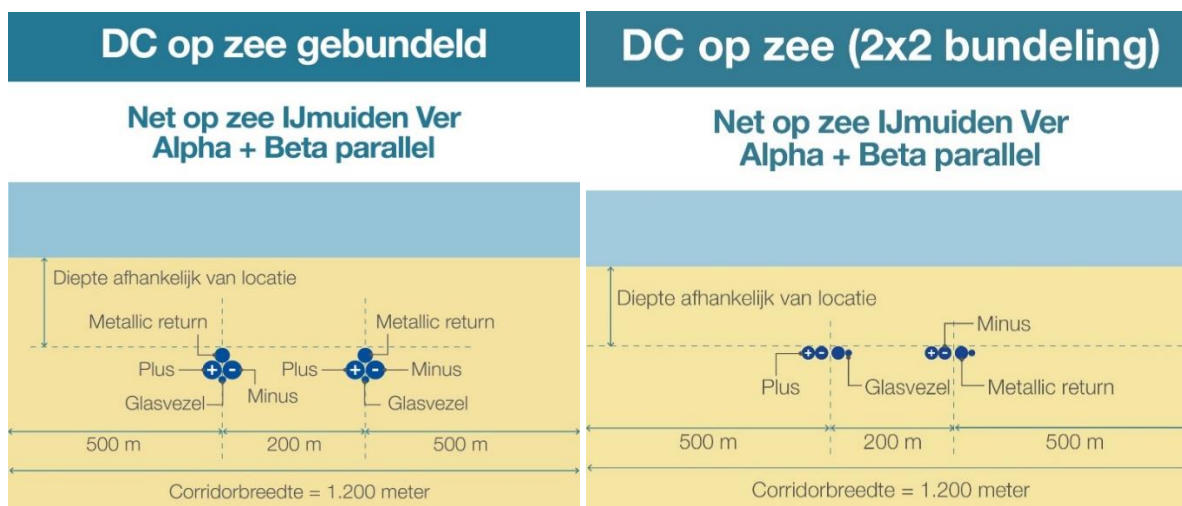 DC op zee gebundeld
Net op zee IJmuiden Ver
Alpha + Beta parallel
Diepte afhankelijk van locatie
Metallic return
Metallic return
Plus
+
-
Minus
Plus
+
-
Minus
Glasvezel
Glasvezel
500 m
200 m
500 m
Corridorbreedte = 1.200 meter
DC op zee (2x2 bundeling)
Net op zee IJmuiden Ver
Alpha + Beta parallel
Diepte afhankelijk van locatie
Minus
+
-
+
-
Plus
Glasvezel
Metallic return
500 m
200 m
500 m
Corridorbreedte = 1.200 meter